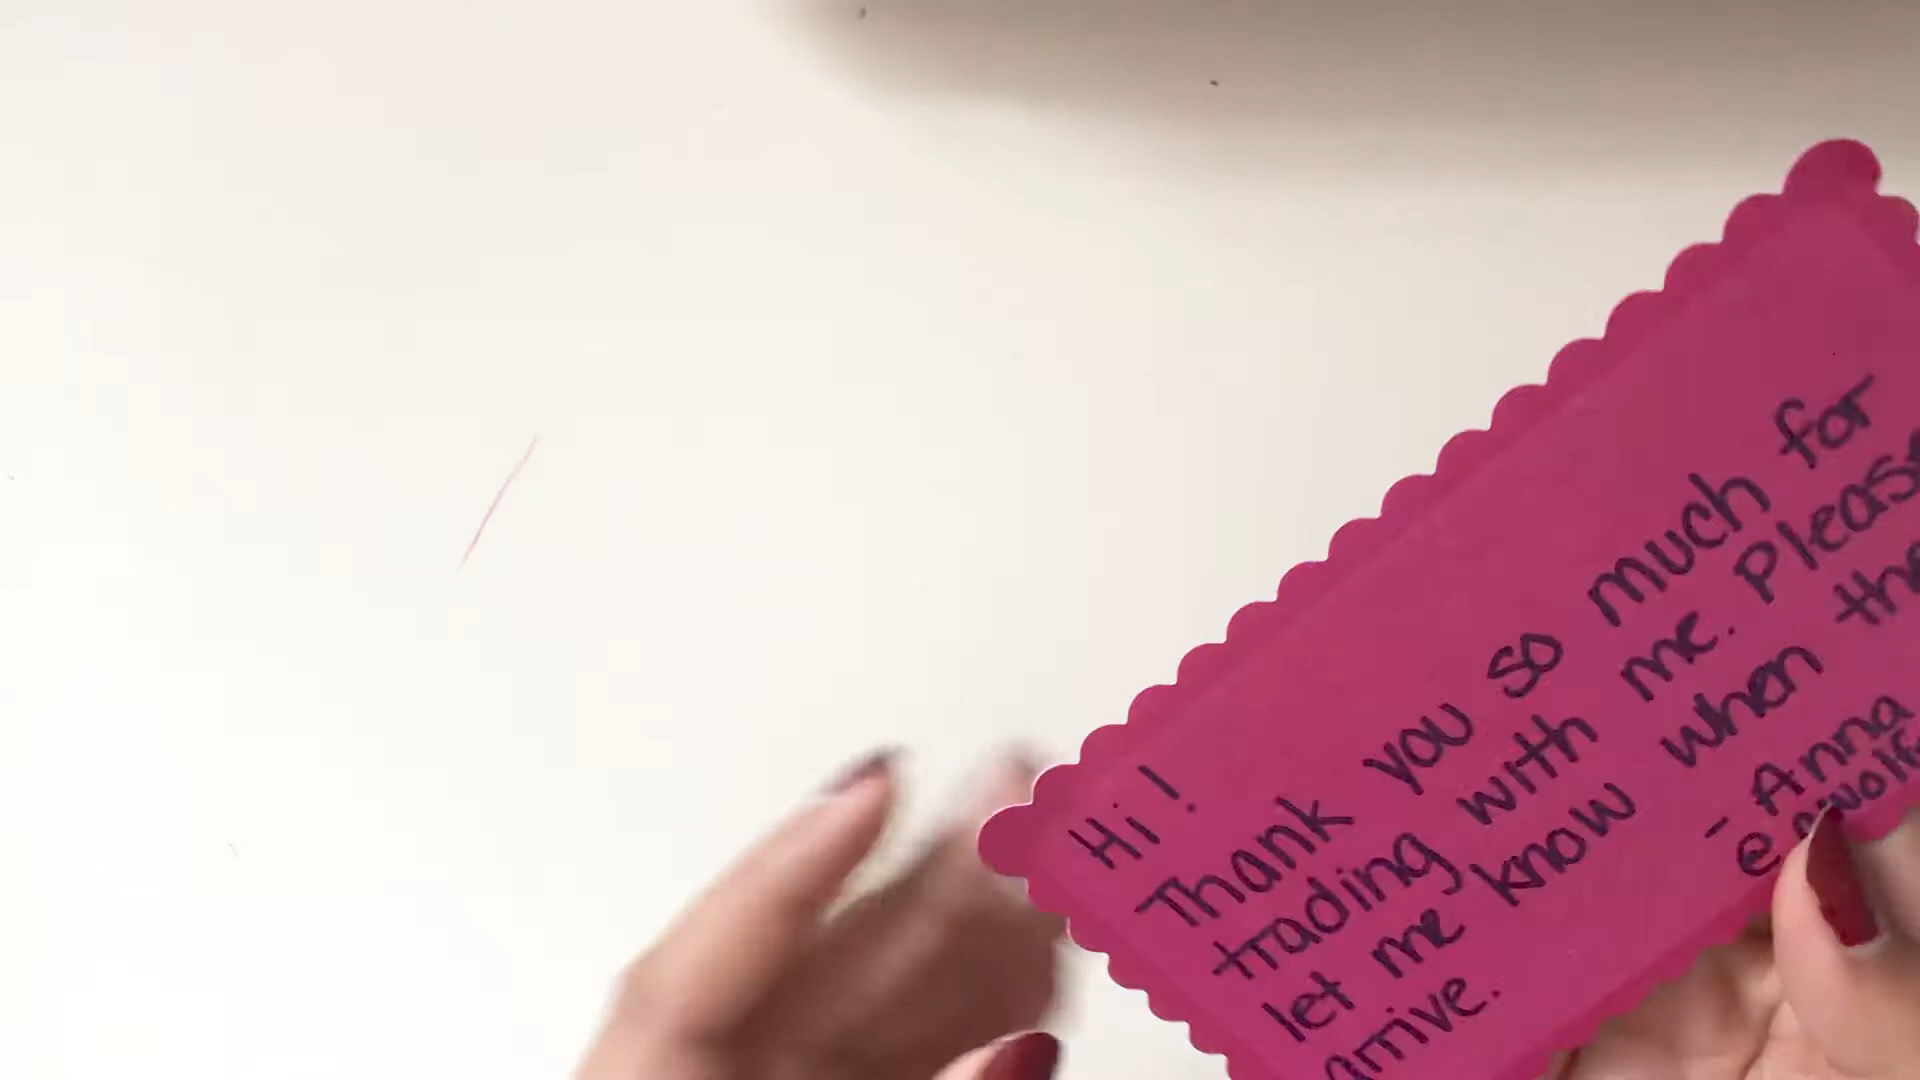 Hi!
Thank you so much for
trading with me. Please
let me know when the
arrive.
- Anna